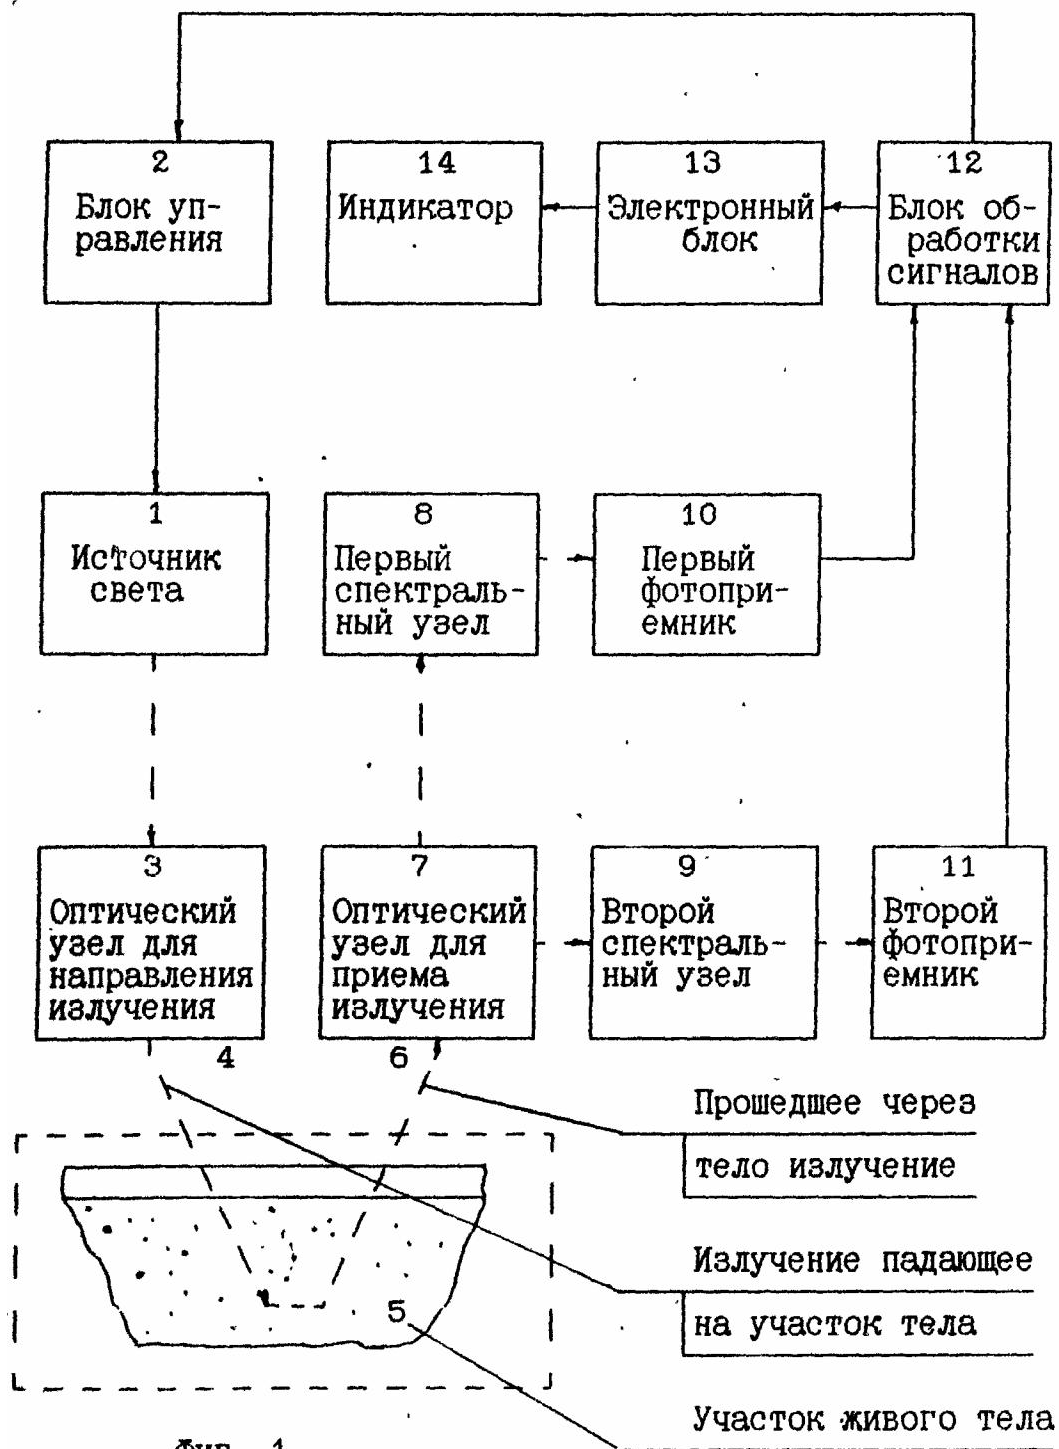 2
Блок уп-
равления
14
Индикатор
13
Электронный
блок
12
Блок об-
работки
сигналов
1
Источник
света
8
Первый
спектраль-
ный узел
10
Первый
фотопри-
емник
3
Оптический
узел для
направления
излучения
7
Оптический
узел для
приема
излучения
9
Второй
спектраль-
ный узел
11
Второй
фотопри-
емник
4
6
Прошедшее через
тело излучение
Излучение падающее
на участок тела
5
Участок живого тела
Фиг. 1